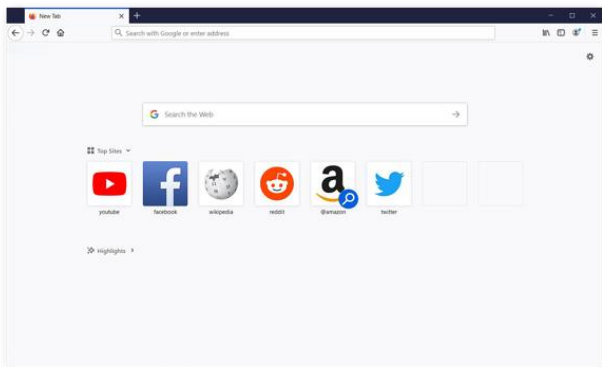 New Tab
Search with Google or enter address
Search the Web
Top Sites
youtube
facebook
wikipedia
reddit
@amazon
twitter
Highlights